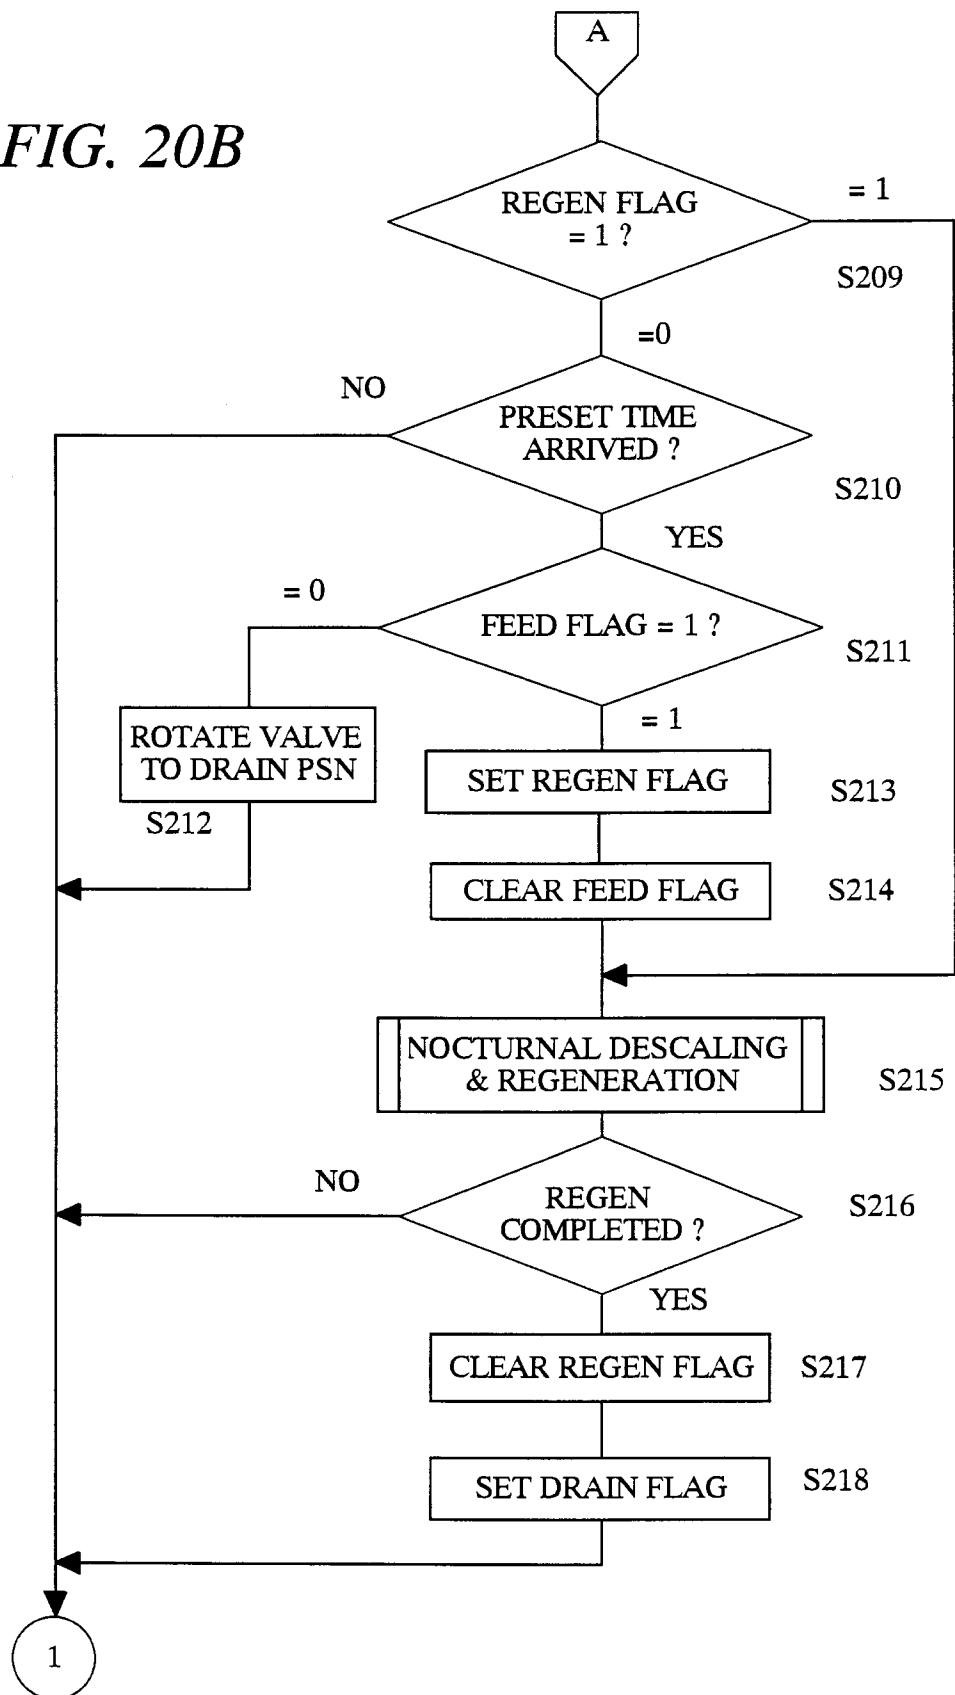 A
FIG. 20B
REGEN FLAG
= 1 ?
= 1
S209
=0
NO
PRESET TIME
ARRIVED ?
S210
YES
= 0
FEED FLAG = 1 ?
S211
= 1
ROTATE VALVE
TO DRAIN PSN
S212
SET REGEN FLAG
S213
CLEAR FEED FLAG
S214
NOCTURNAL DESCALING
& REGENERATION
S215
NO
REGEN
COMPLETED ?
S216
YES
CLEAR REGEN FLAG
S217
SET DRAIN FLAG
S218
1